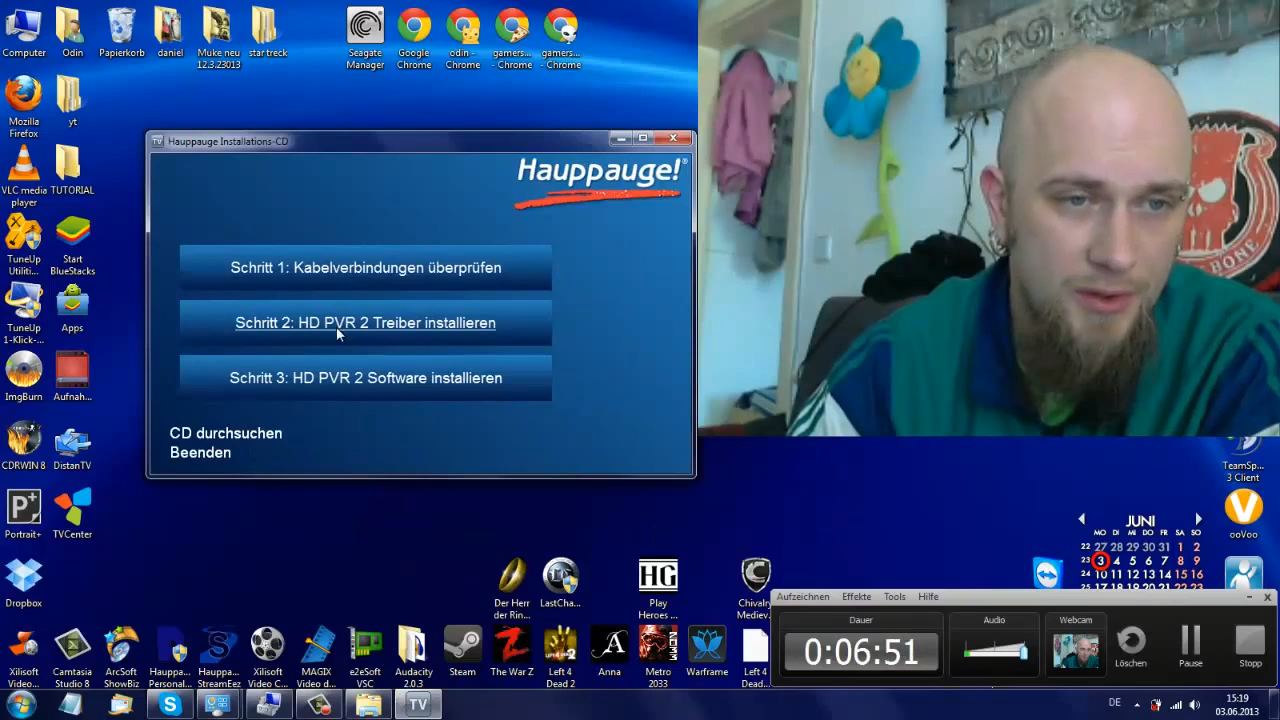 Computer
Odin
Papierkorb
daniel
Muke neu
12.3.23013
star treck
Seagate
Manager
Google
Chrome
odin -
Chrome
gamers...
- Chrome
gamers...
- Chrome
Mozilla
Firefox
yt
VLC media
player
TUTORIAL
TuneUp
Utiliti...
Start
BlueStacks
TuneUp
1-Klick-...
Apps
ImgBurn
Aufnah...
CDRWIN 8
DistanTV
Portrait+
TVCenter
Dropbox
TV
Hauppauge Installations-CD
Hauppauge!®
Schritt 1: Kabelverbindungen überprüfen
Schritt 2: HD PVR 2 Treiber installieren
Schritt 3: HD PVR 2 Software installieren
CD durchsuchen
Beenden
BONE
TeamSp...
3 Client
ooVoo
JUNI
MO DI MI DO FR SA SO
22 27 28 29 30 31 1 2
23 3 4 5 6 7 8 9
24 10 11 12 13 14 15 16
Der Herr
der Rin...
LastCha...
HG
Play
Heroes ...
Chivalry
Mediev...
Xilisoft
Video...
Camtasia
Studio 8
ArcSoft
ShowBiz
Hauppa...
Personal...
Hauppa...
StreamEe...
Xilisoft
Video ...
MAGIX
Video d...
e2eSoft
VSC
Audacity
2.0.3
Steam
The War Z
Left 4
Dead 2
Anna
Metro
2033
Warframe
Left 4
Dead...
Aufzeichnen Effekte Tools Hilfe
Dauer
0:06:51
Audio
Webcam
Löschen
Pause
Stopp
TV
DE
15:19
03.06.2013